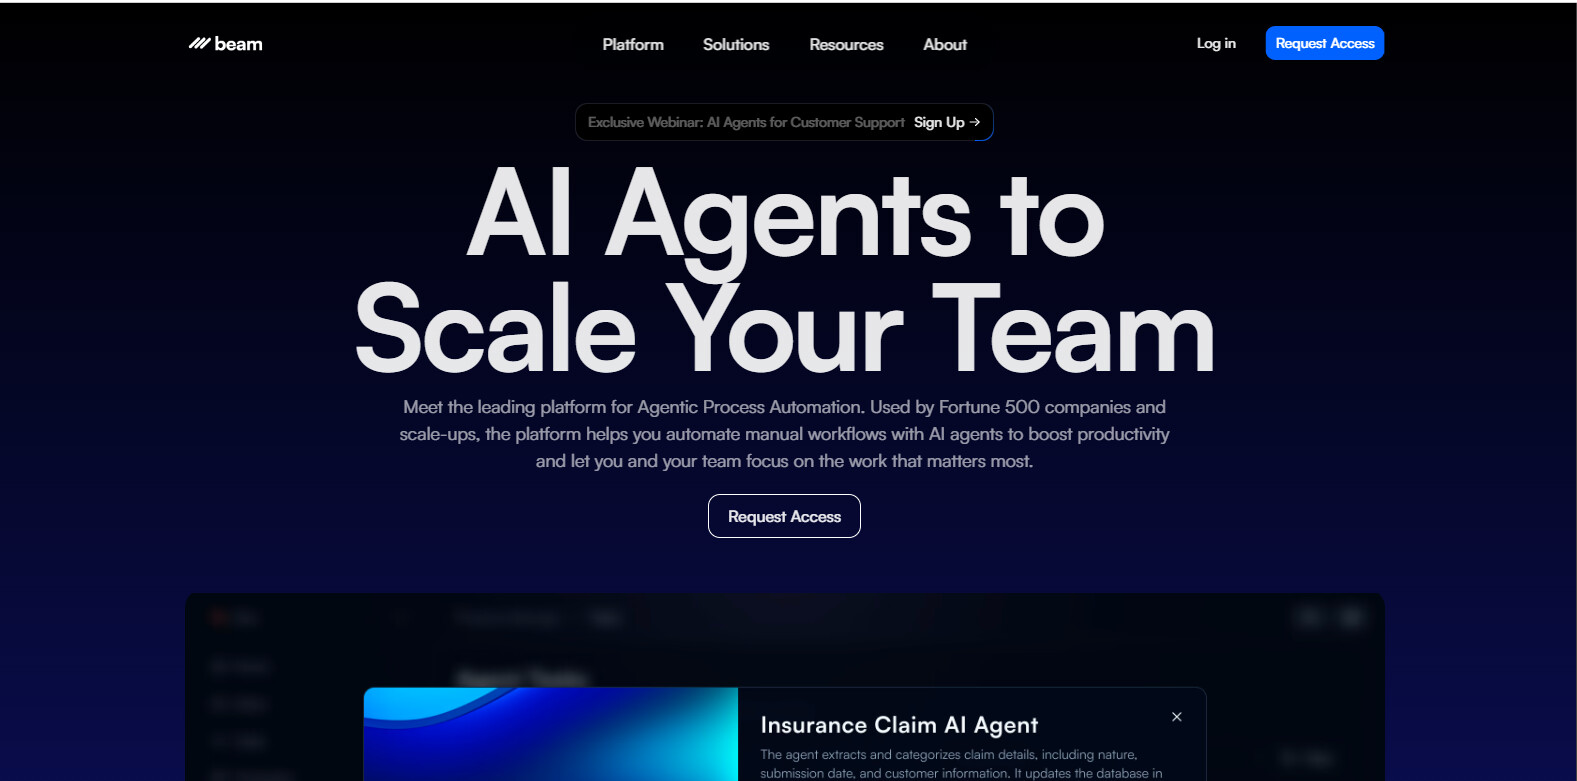 beam
Platform
Solutions
Resources
About
Log in
Request Access
Exclusive Webinar: AI Agents for Customer Support Sign Up →
AI Agents to
Scale Your Team
Meet the leading platform for Agentic Process Automation. Used by Fortune 500 companies and
scale-ups, the platform helps you automate manual workflows with AI agents to boost productivity
and let you and your team focus on the work that matters most.
Request Access
Agent Tasks
Insurance Claim AI Agent
The agent extracts and categorizes claim details, including nature,
submission date, and customer information. It updates the database in